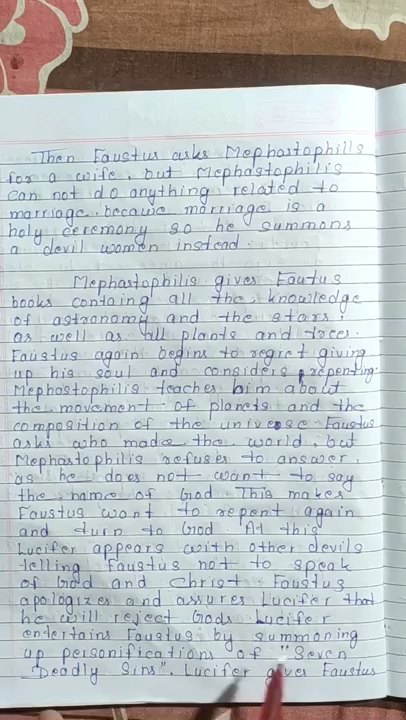 Then Faustus asks Mephastophills
for a wife, but Mephastophilis
can not do anything related to
marriage. because marriage is a
holy ceremony so he summons
a devil women instead.
Mephastophilis gives Fautus
books containg all the knowledge
of astronomy and the stars,
as well as all plants and trees.
Faustus again begins to regret giving
up his soul and considers repenting.
Mephastophilis teaches him about
the movement of planets and the
composition of the universe Faustus
asks who made the world, but
Mephastophilis refuses to answer,
as he does not want to say
the name of God. This makes
Faustus want to repent again
and turn to God. At this
Lucifer appears with other devils
telling Faustus not to speak
of God and Christ. Faustus
apologizes and assures Lucifer that
he will reject God. Lucifer
entertains Faustus by summoning
up personifications of "Seven
Deadly Sins". Lucifer gives Faustus